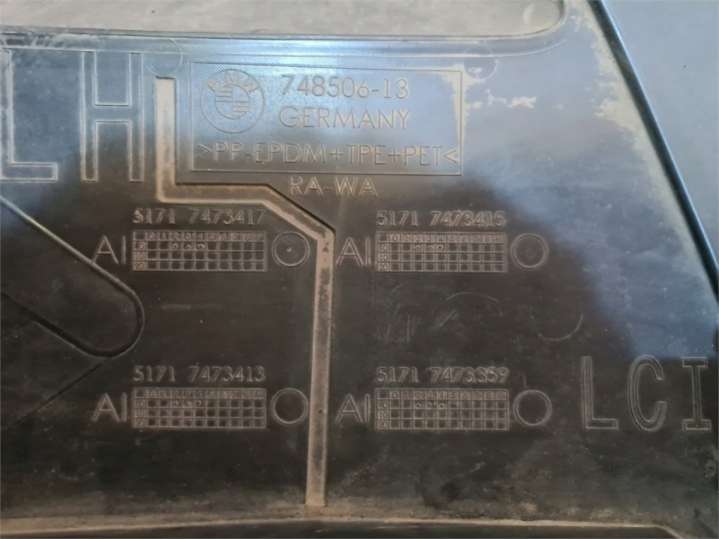 LH
748506-13
GERMANY
>PP-EPDM+TPE+PET<
RA-WA
5171 7473417
5171 7473415
AI
AI
5171 7473413
5171 7473359
AI
AI
LCI